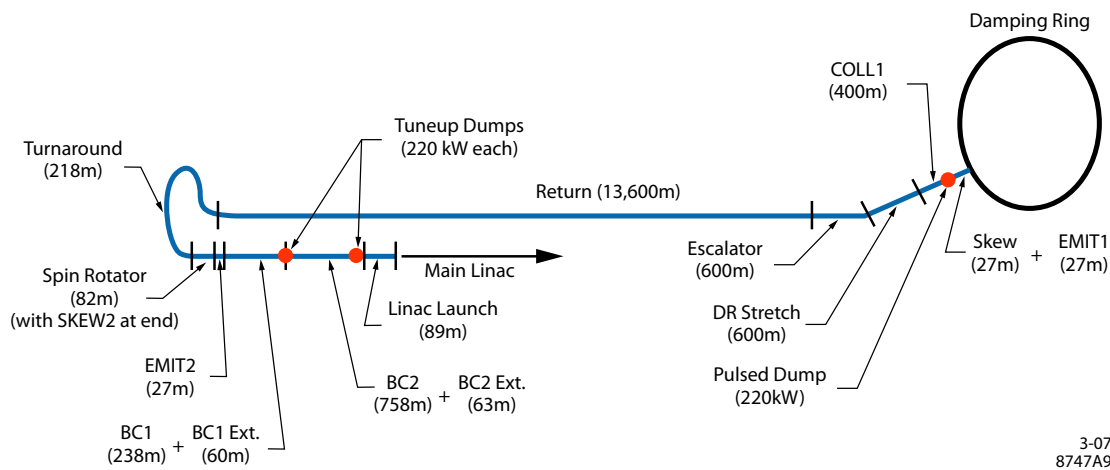 Damping Ring
COLL1
(400m)
Tuneup Dumps
(220 kW each)
Turnaround
(218m)
Return (13,600m)
Escalator
(600m)
Skew + EMIT1
(27m) (27m)
Main Linac
Spin Rotator
(82m)
(with SKEW2 at end)
Linac Launch
(89m)
DR Stretch
(600m)
EMIT2
(27m)
BC2 + BC2 Ext.
(758m) (63m)
Pulsed Dump
(220kW)
BC1 + BC1 Ext.
(238m) (60m)
3-07
8747A9